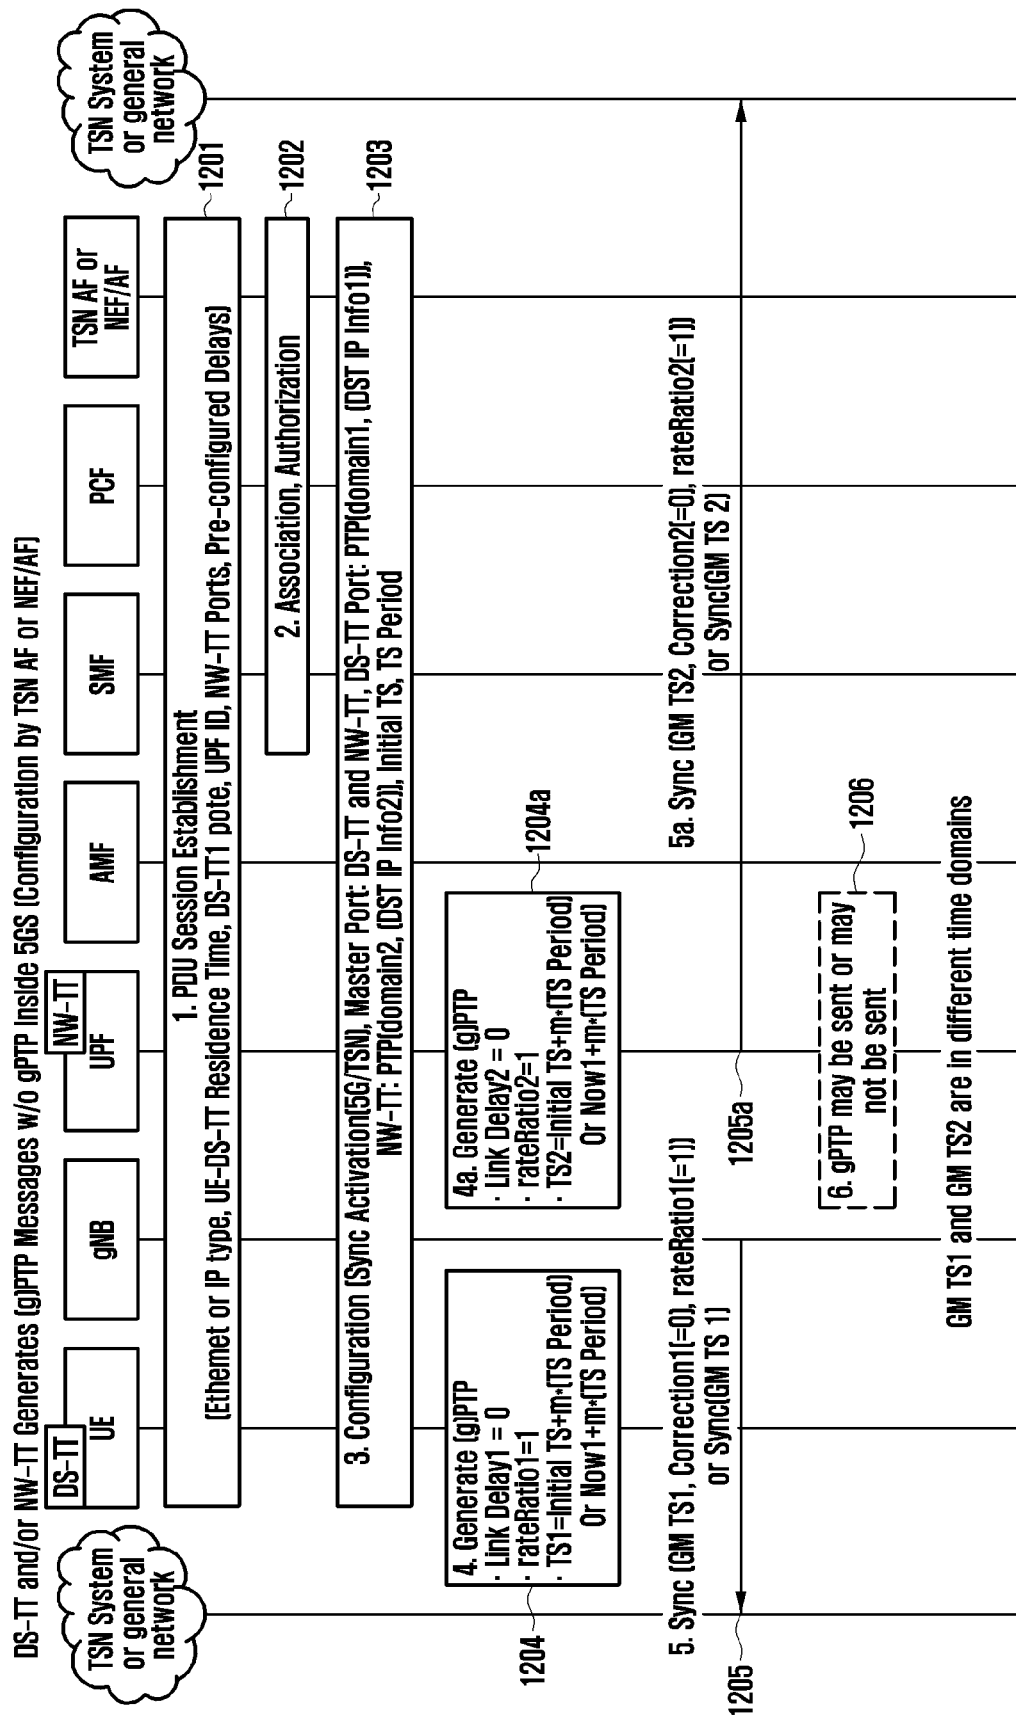 DS-TT and/or NW-TT Generates (g)PTP Messages w/o gPTP Inside 5GS (Configuration by TSN AF or NEF/AF)
TSN System
or general
network
DS-TT
UE
gNB
NW-TT
UPF
AMF
SMF
PCF
TSN AF or
NEF/AF
TSN System
or general
network
1. PDU Session Establishment
(Ethemet or IP type, UE-DS-TT Residence Time, DS-TT1 pote, UPF ID, NW-TT Ports, Pre-configured Delays)
1201
2. Association, Authorization
1202
3. Configuration (Sync Activation(5G/TSN), Master Port: DS-TT and NW-TT, DS-TT Port: PTP(domain1, (DST IP Info1)),
NW-TT: PTP(domain2, (DST IP Info2)), Initial TS, TS Period
1203
4. Generate (g)PTP
· Link Delay1 = 0
· rateRatio1=1
· TS1=Initial TS+m*(TS Period)
Or Now1+m*(TS Period)
1204
4a. Generate (g)PTP
· Link Delay2 = 0
· rateRatio2=1
· TS2=Initial TS+m*(TS Period)
Or Now1+m*(TS Period)
1204a
5. Sync (GM TS1, Correction1(=0), rateRatio1(=1))
or Sync(GM TS 1)
1205
5a. Sync (GM TS2, Correction2(=0), rateRatio2(=1))
or Sync(GM TS 2)
1205a
6. gPTP may be sent or may
not be sent
1206
GM TS1 and GM TS2 are in different time domains